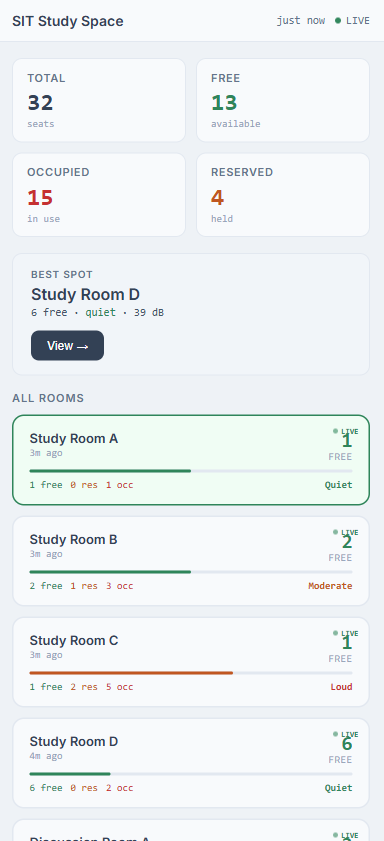 SIT Study Space
just now ● LIVE
TOTAL
32
seats
FREE
13
available
OCCUPIED
15
in use
RESERVED
4
held
BEST SPOT
Study Room D
6 free · quiet · 39 dB
View →
ALL ROOMS
Study Room A
● LIVE
3m ago
1
FREE
1 free 0 res 1 occ
Quiet
Study Room B
● LIVE
3m ago
2
FREE
2 free 1 res 3 occ
Moderate
Study Room C
● LIVE
3m ago
1
FREE
1 free 2 res 5 occ
Loud
Study Room D
● LIVE
4m ago
6
FREE
6 free 0 res 2 occ
Quiet
Discussion Room A
● LIVE